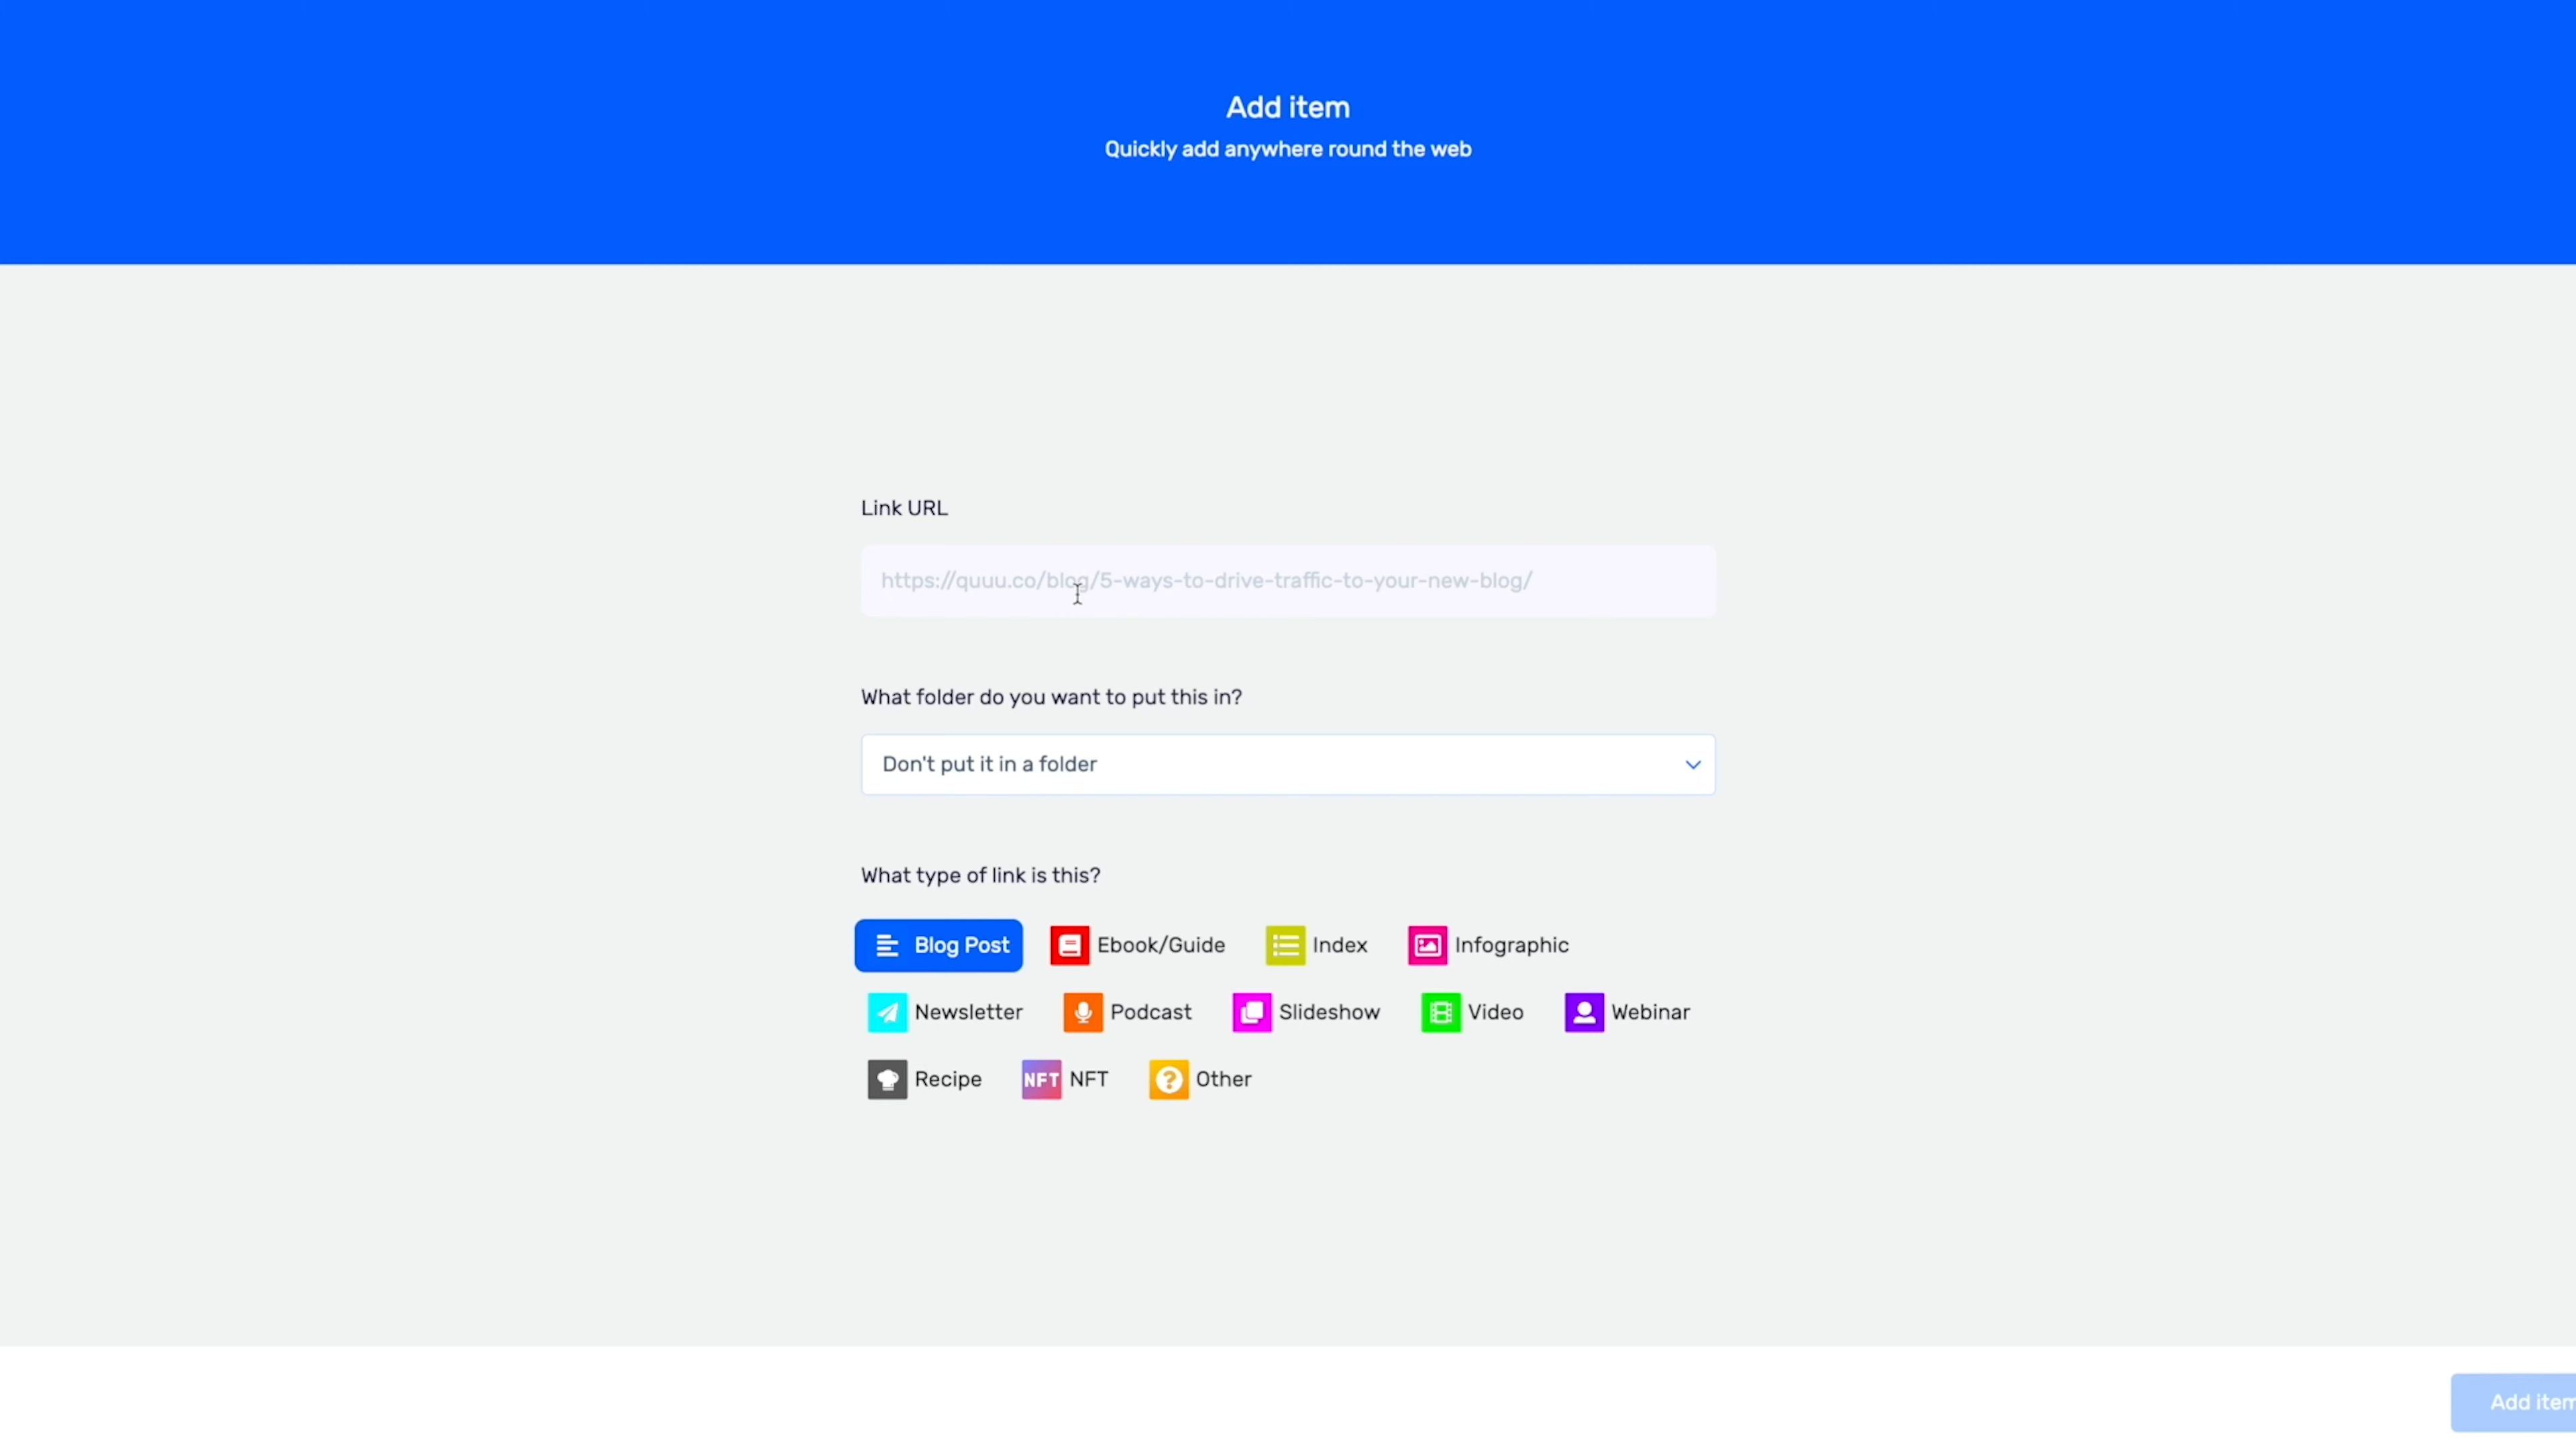 Add item
Quickly add anywhere round the web
Link URL
https://quuu.co/blog/5-ways-to-drive-traffic-to-your-new-blog/
What folder do you want to put this in?
Don't put it in a folder
What type of link is this?
Blog Post Ebook/Guide Index Infographic
Newsletter Podcast Slideshow Video Webinar
Recipe NFT NFT Other
Add item